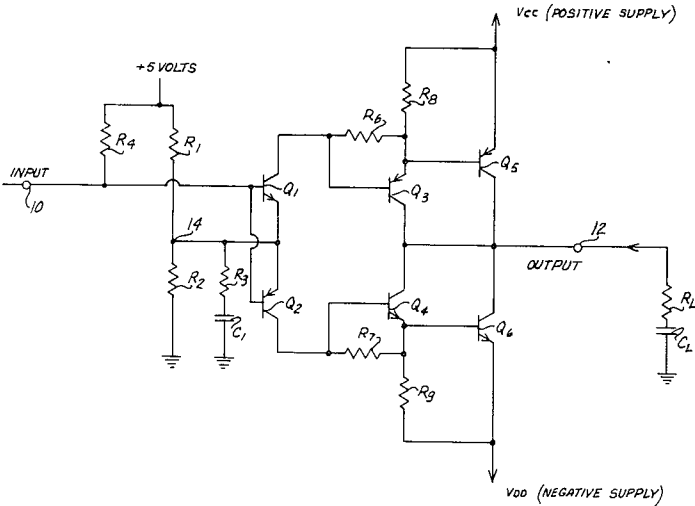 VCC (POSITIVE SUPPLY)
+5 VOLTS
R8
R6
R4
R1
INPUT
Q1
Q5
Q3
10
14
12
OUTPUT
R2
R3
Q2
Q4
RL
C1
R7
Q6
CL
R9
VDD (NEGATIVE SUPPLY)